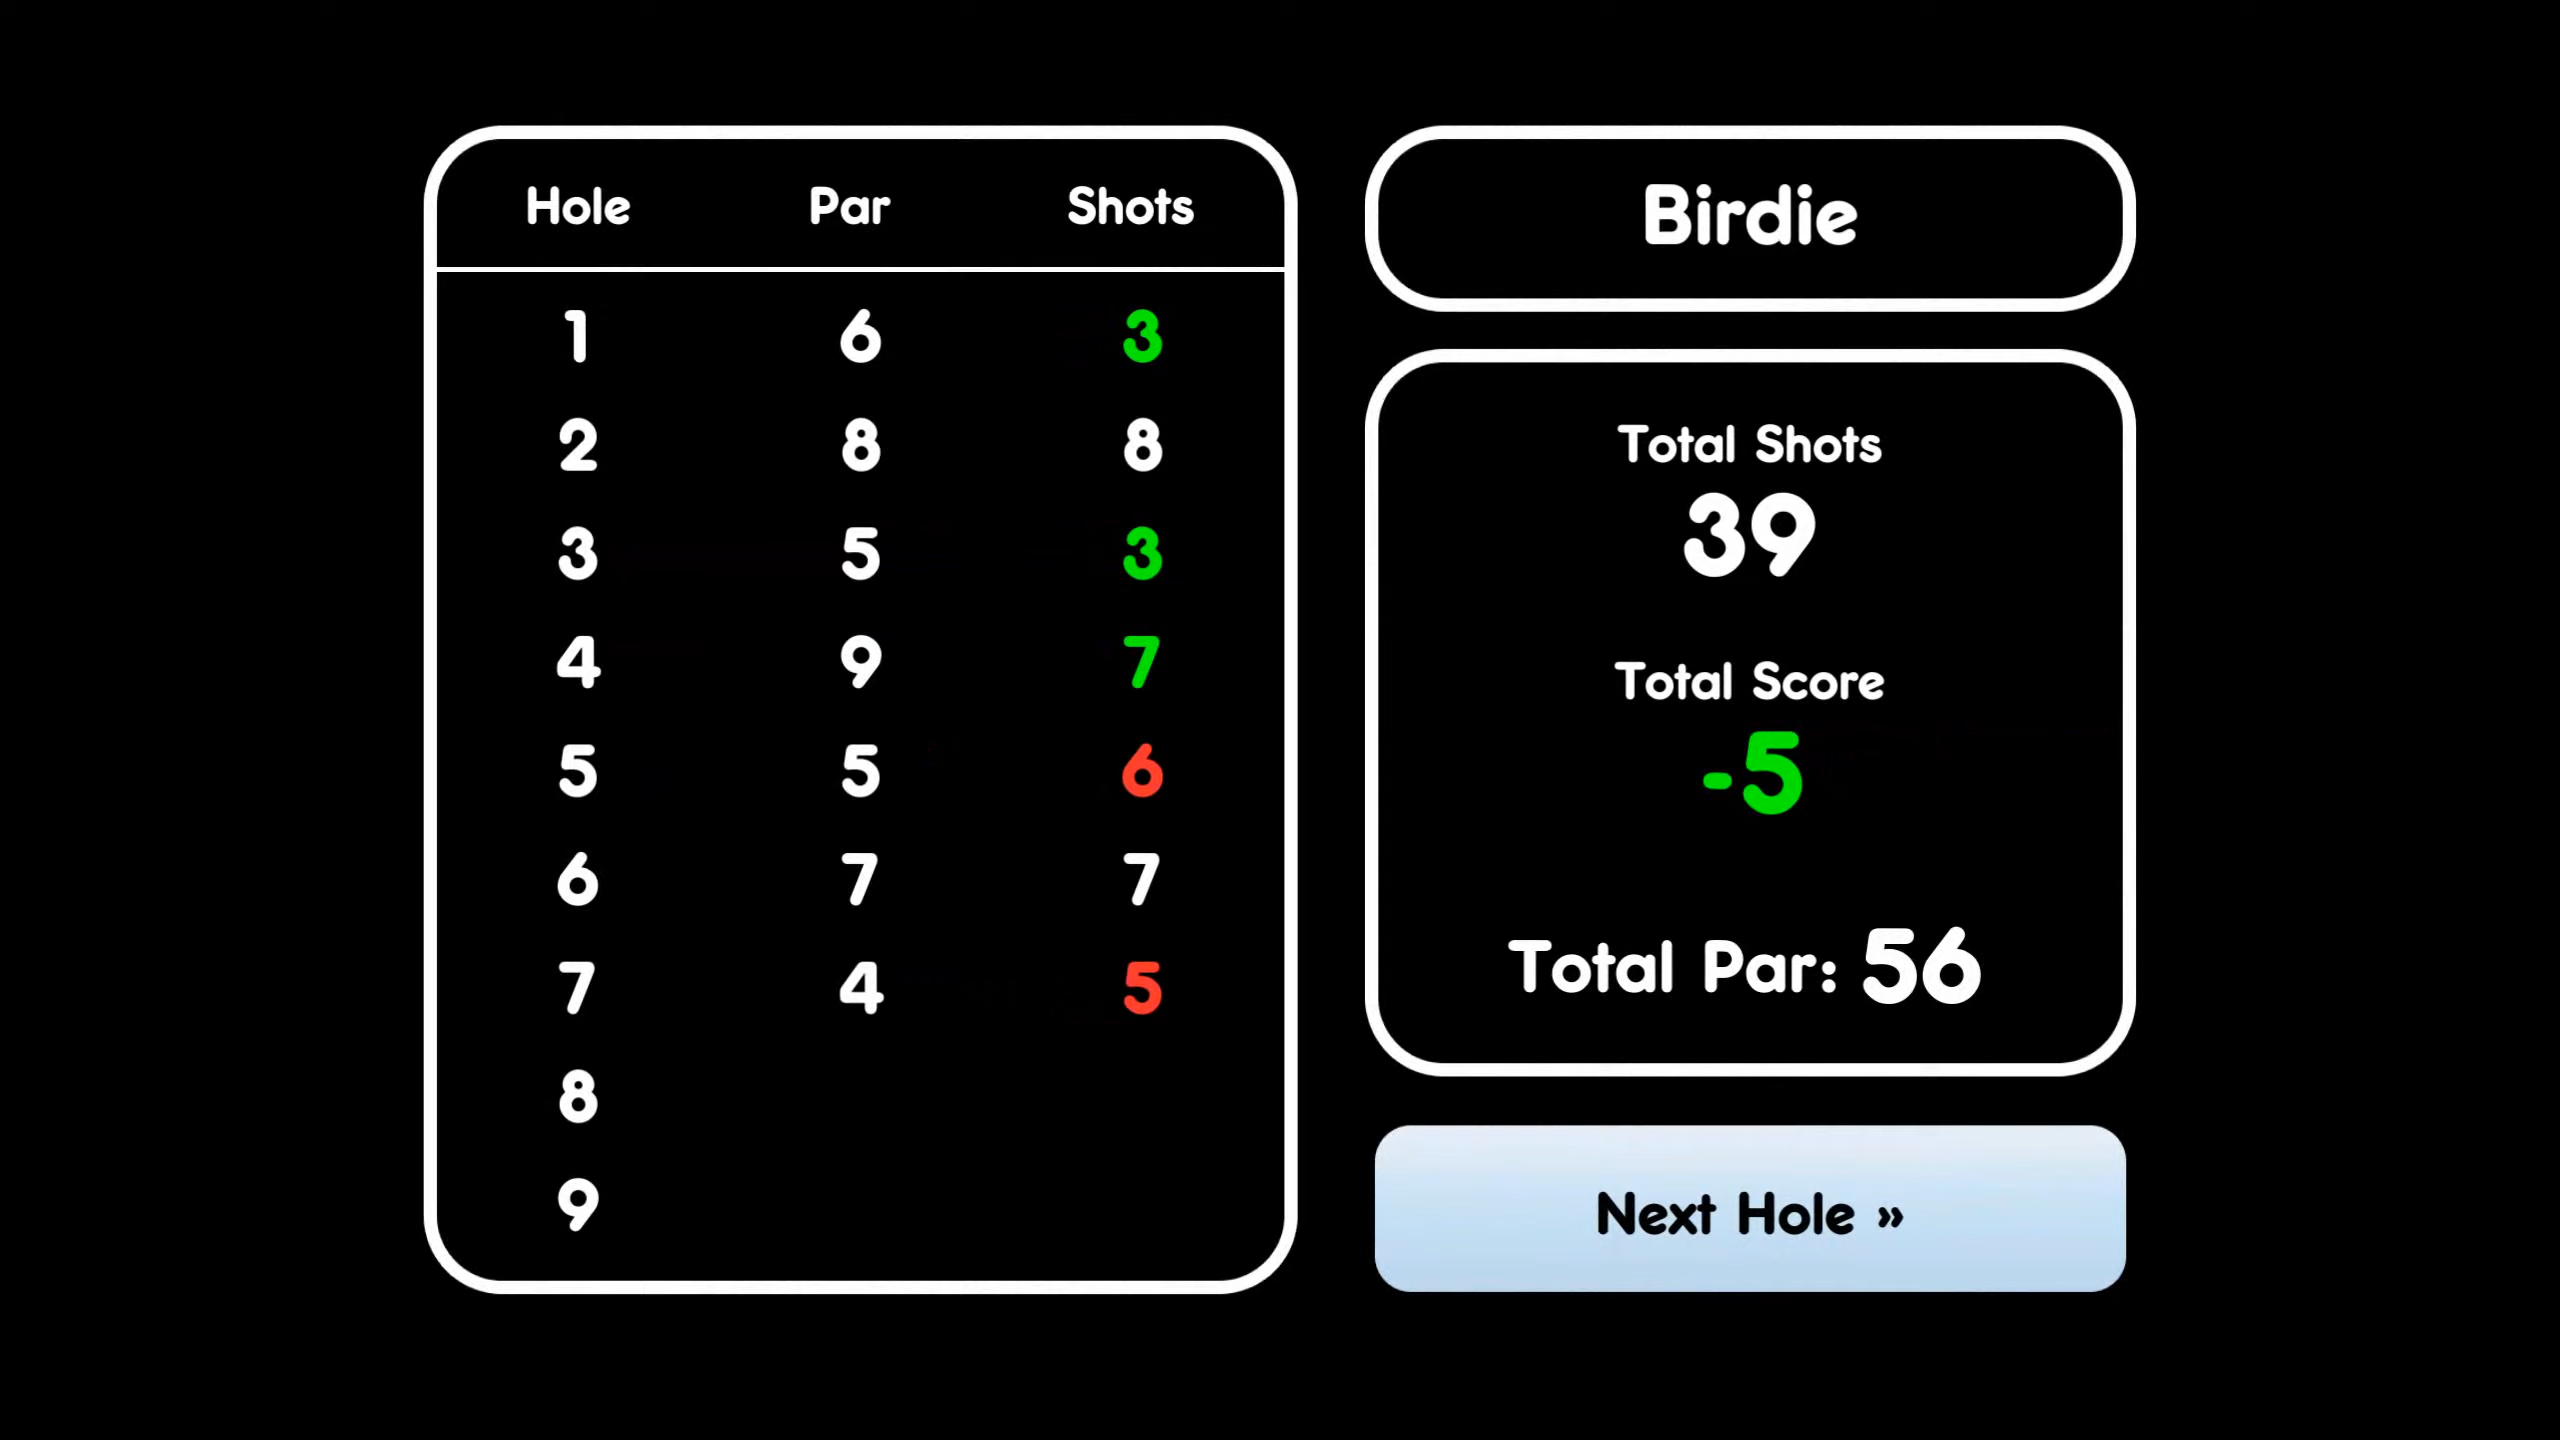 Hole Par Shots
1 6 3
2 8 8
3 5 3
4 9 7
5 5 6
6 7 7
7 4 5
8
9
Birdie
Total Shots
39
Total Score
-5
Total Par: 56
Next Hole »